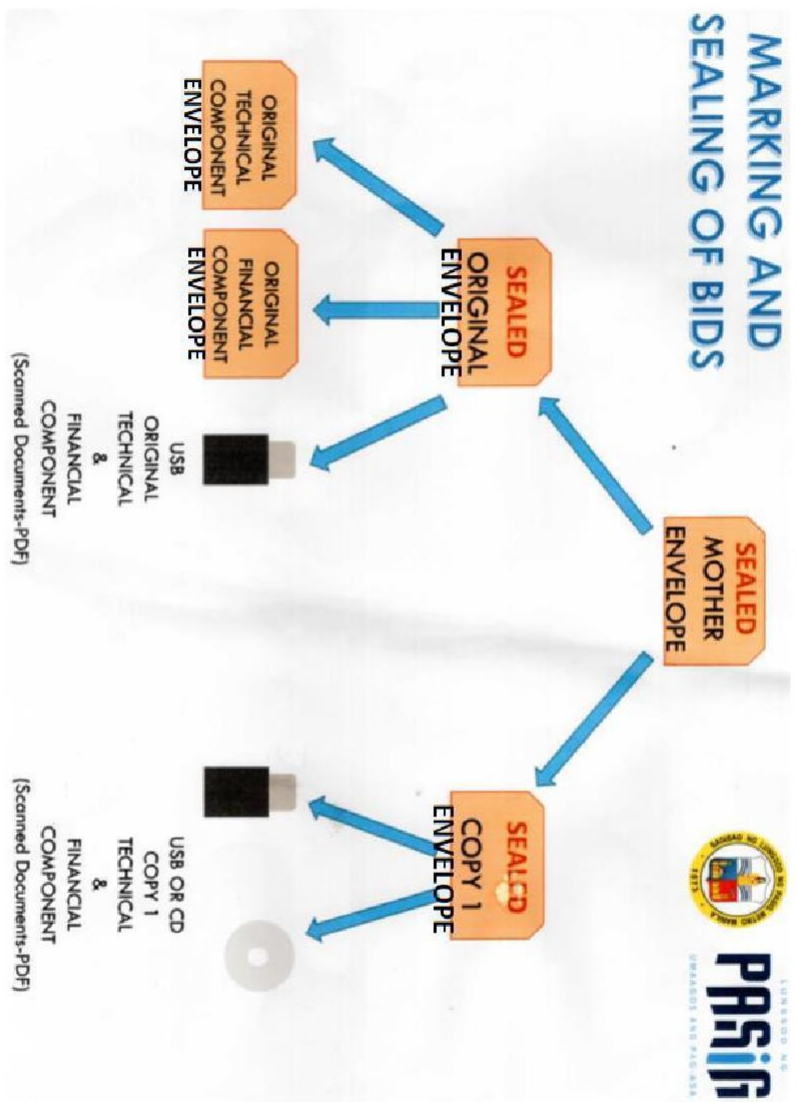 MARKING AND
SEALING OF BIDS
LUNGSOD NG
PASIG
UMAAGOS ANG PAG-ASA
SEALED
MOTHER
ENVELOPE
SEALED
ORIGINAL
ENVELOPE
SEALED
COPY 1
ENVELOPE
ORIGINAL
TECHNICAL
COMPONENT
ENVELOPE
ORIGINAL
FINANCIAL
COMPONENT
ENVELOPE
USB
ORIGINAL
TECHNICAL
&
FINANCIAL
COMPONENT
(Scanned Documents-PDF)
USB OR CD
COPY 1
TECHNICAL
&
FINANCIAL
COMPONENT
(Scanned Documents-PDF)